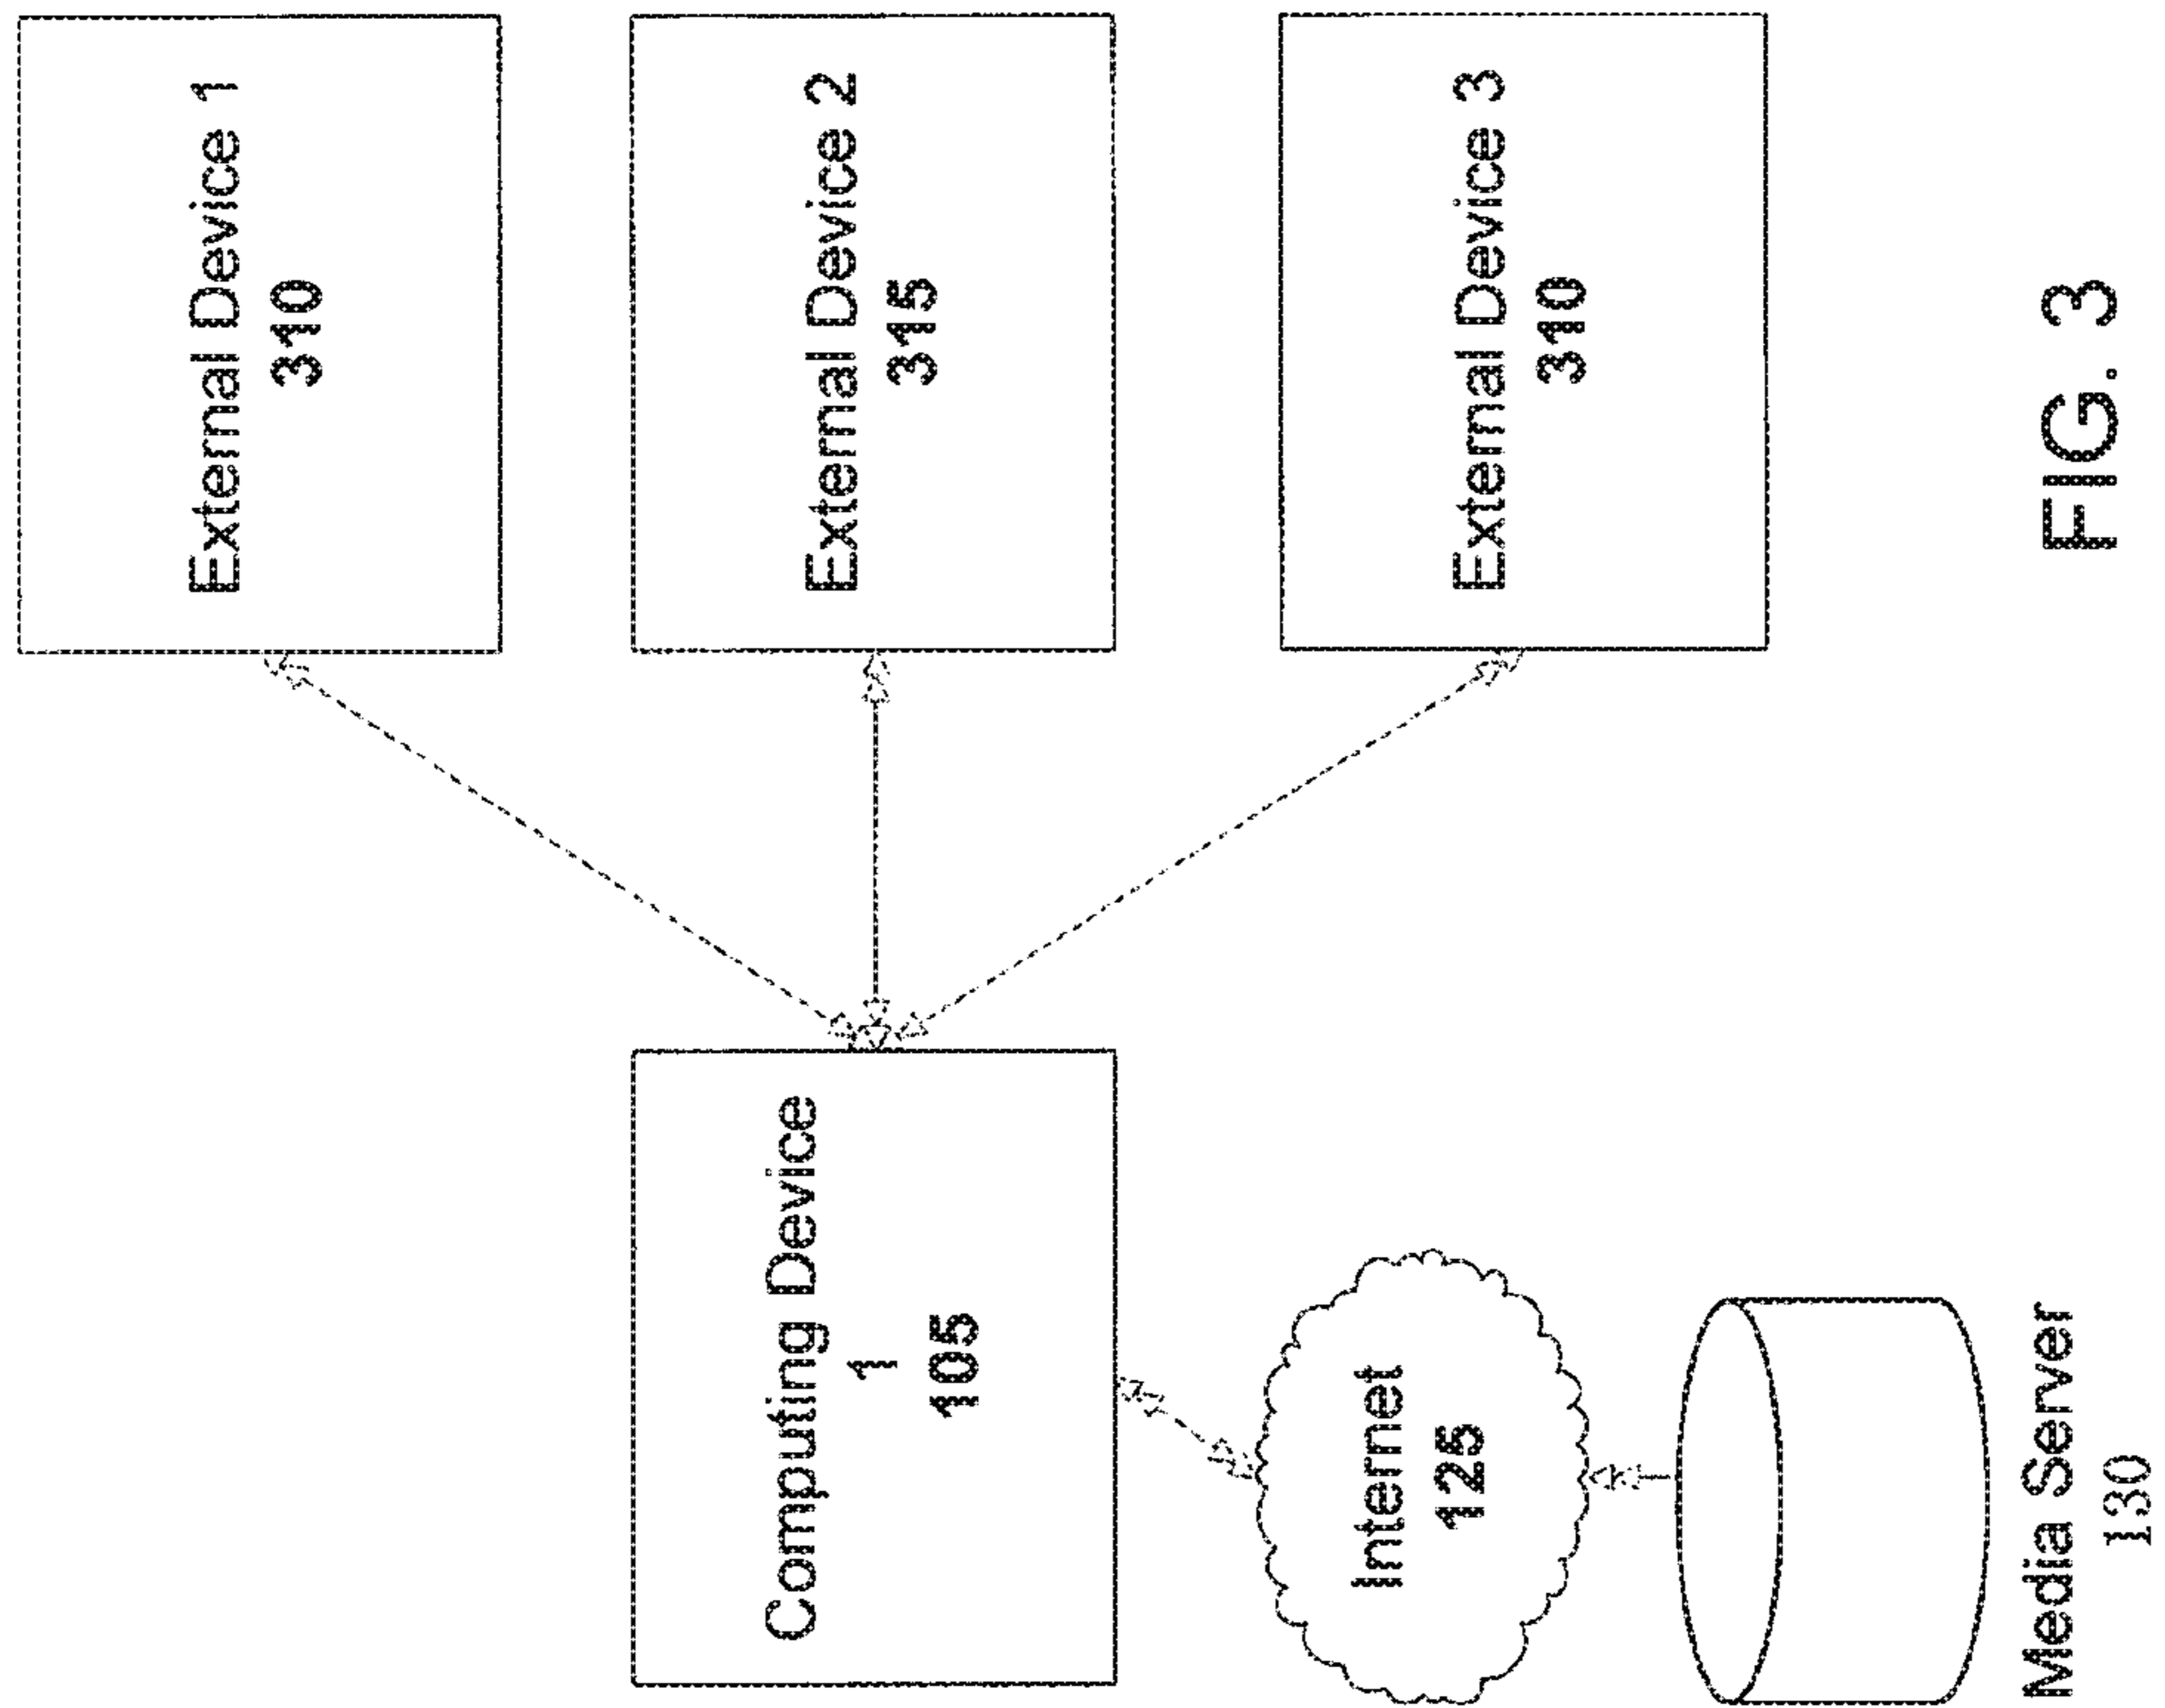 External Device 1
310
External Device 2
315
External Device 3
310
Computing Device
1
105
Internet
125
Media Server
130
FIG. 3